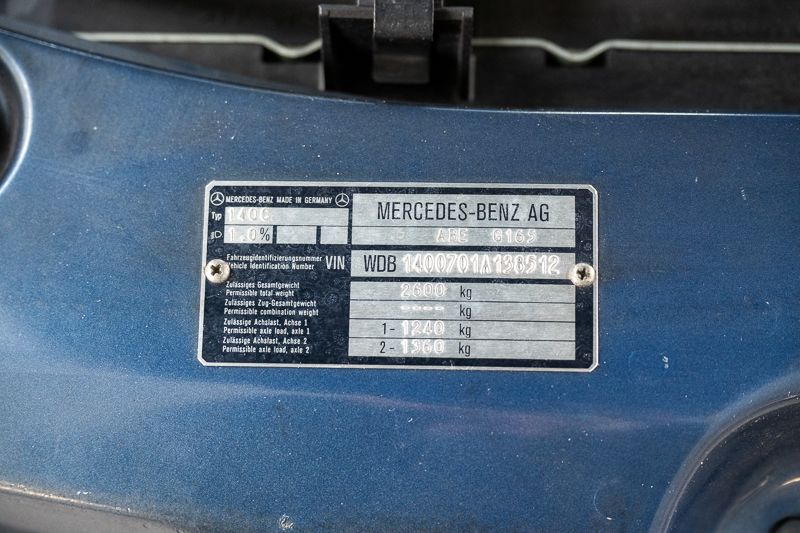 MERCEDES-BENZ MADE IN GERMANY
Typ 140C
1.0%
MERCEDES-BENZ AG
ABE G165
Fahrzeugidentifizierungsnummer
Vehicle Identification Number
VIN WDB 1400701A138512
Zulässiges Gesamtgewicht
Permissible total weight
2600 kg
Zulässiges Zug-Gesamtgewicht
Permissible combination weight
---- kg
Zulässige Achslast, Achse 1
Permissible axle load, axle 1
1- 1240 kg
Zulässige Achslast, Achse 2
Permissible axle load, axle 2
2- 1360 kg